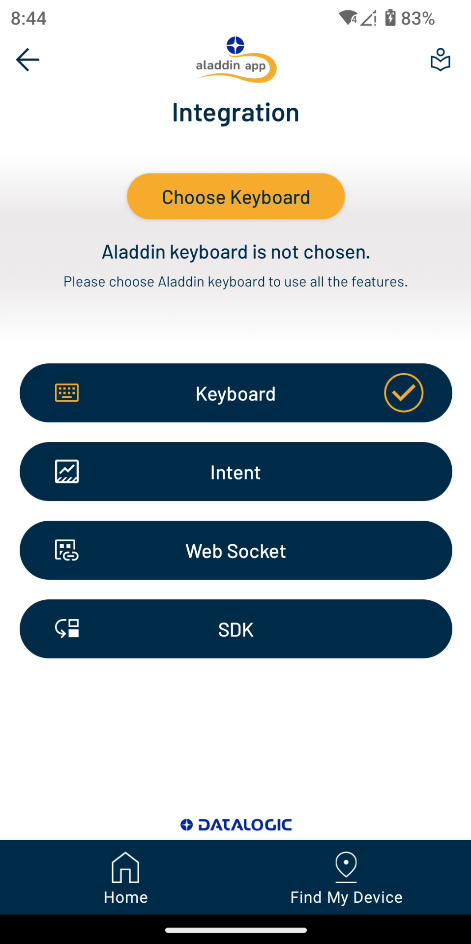 8:44
83%
aladdin app
Integration
Choose Keyboard
Aladdin keyboard is not chosen.
Please choose Aladdin keyboard to use all the features.
Keyboard
Intent
Web Socket
SDK
DATALOGIC
Home
Find My Device